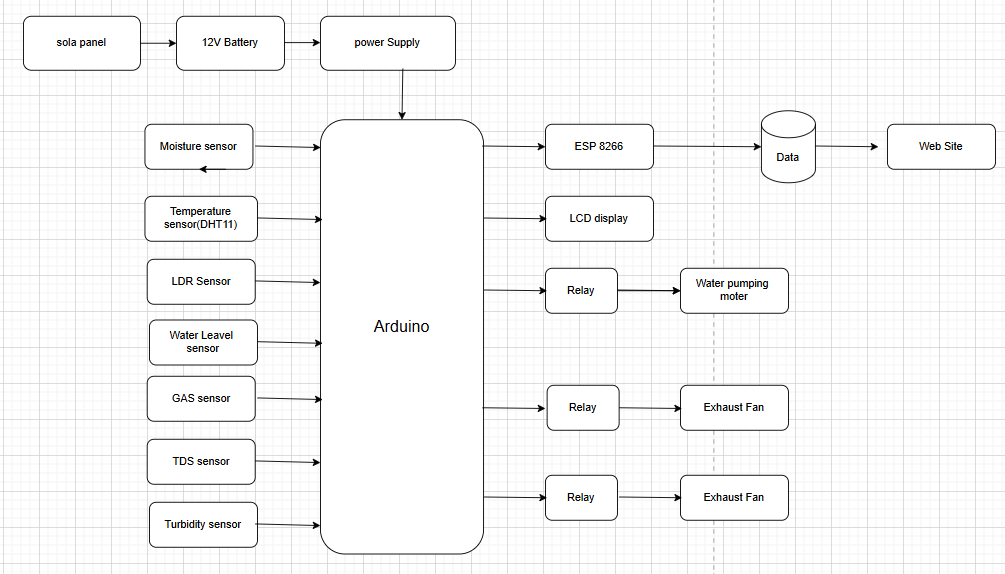 sola panel
12V Battery
power Supply
Moisture sensor
ESP 8266
Data
Web Site
Temperature
sensor(DHT11)
LCD display
LDR Sensor
Relay
Water pumping
moter
Arduino
Water Leavel
sensor
GAS sensor
Relay
Exhaust Fan
TDS sensor
Relay
Exhaust Fan
Turbidity sensor